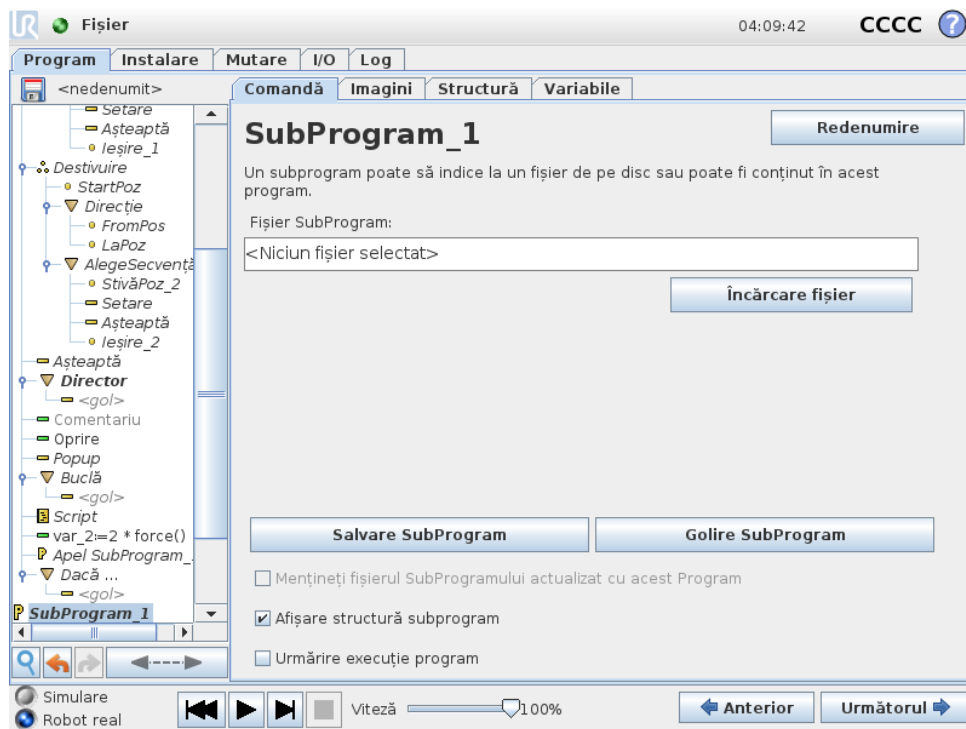 UR Fișier 04:09:42 CCCC ?
Program Instalare Mutare I/O Log
<nedenumit>
Comandă Imagini Structură Variabile
Setare
Așteaptă
Ieșire_1
Destivuire
StartPoz
Direcție
FromPos
LaPoz
AlegeSecvență
StivăPoz_2
Setare
Așteaptă
Ieșire_2
Așteaptă
Director
<gol>
Comentariu
Oprire
Popup
Buclă
<gol>
Script
var_2:=2 * force()
Apel SubProgram_
Dacă ...
<gol>
SubProgram_1
SubProgram_1
Redenumire
Un subprogram poate să indice la un fișier de pe disc sau poate fi conținut în acest
program.
Fișier SubProgram:
<Niciun fișier selectat>
Încărcare fișier
Salvare SubProgram
Golire SubProgram
Mențineți fișierul SubProgramului actualizat cu acest Program
Afișare structură subprogram
Urmărire execuție program
Simulare
Robot real
Viteză 100%
Anterior
Următorul